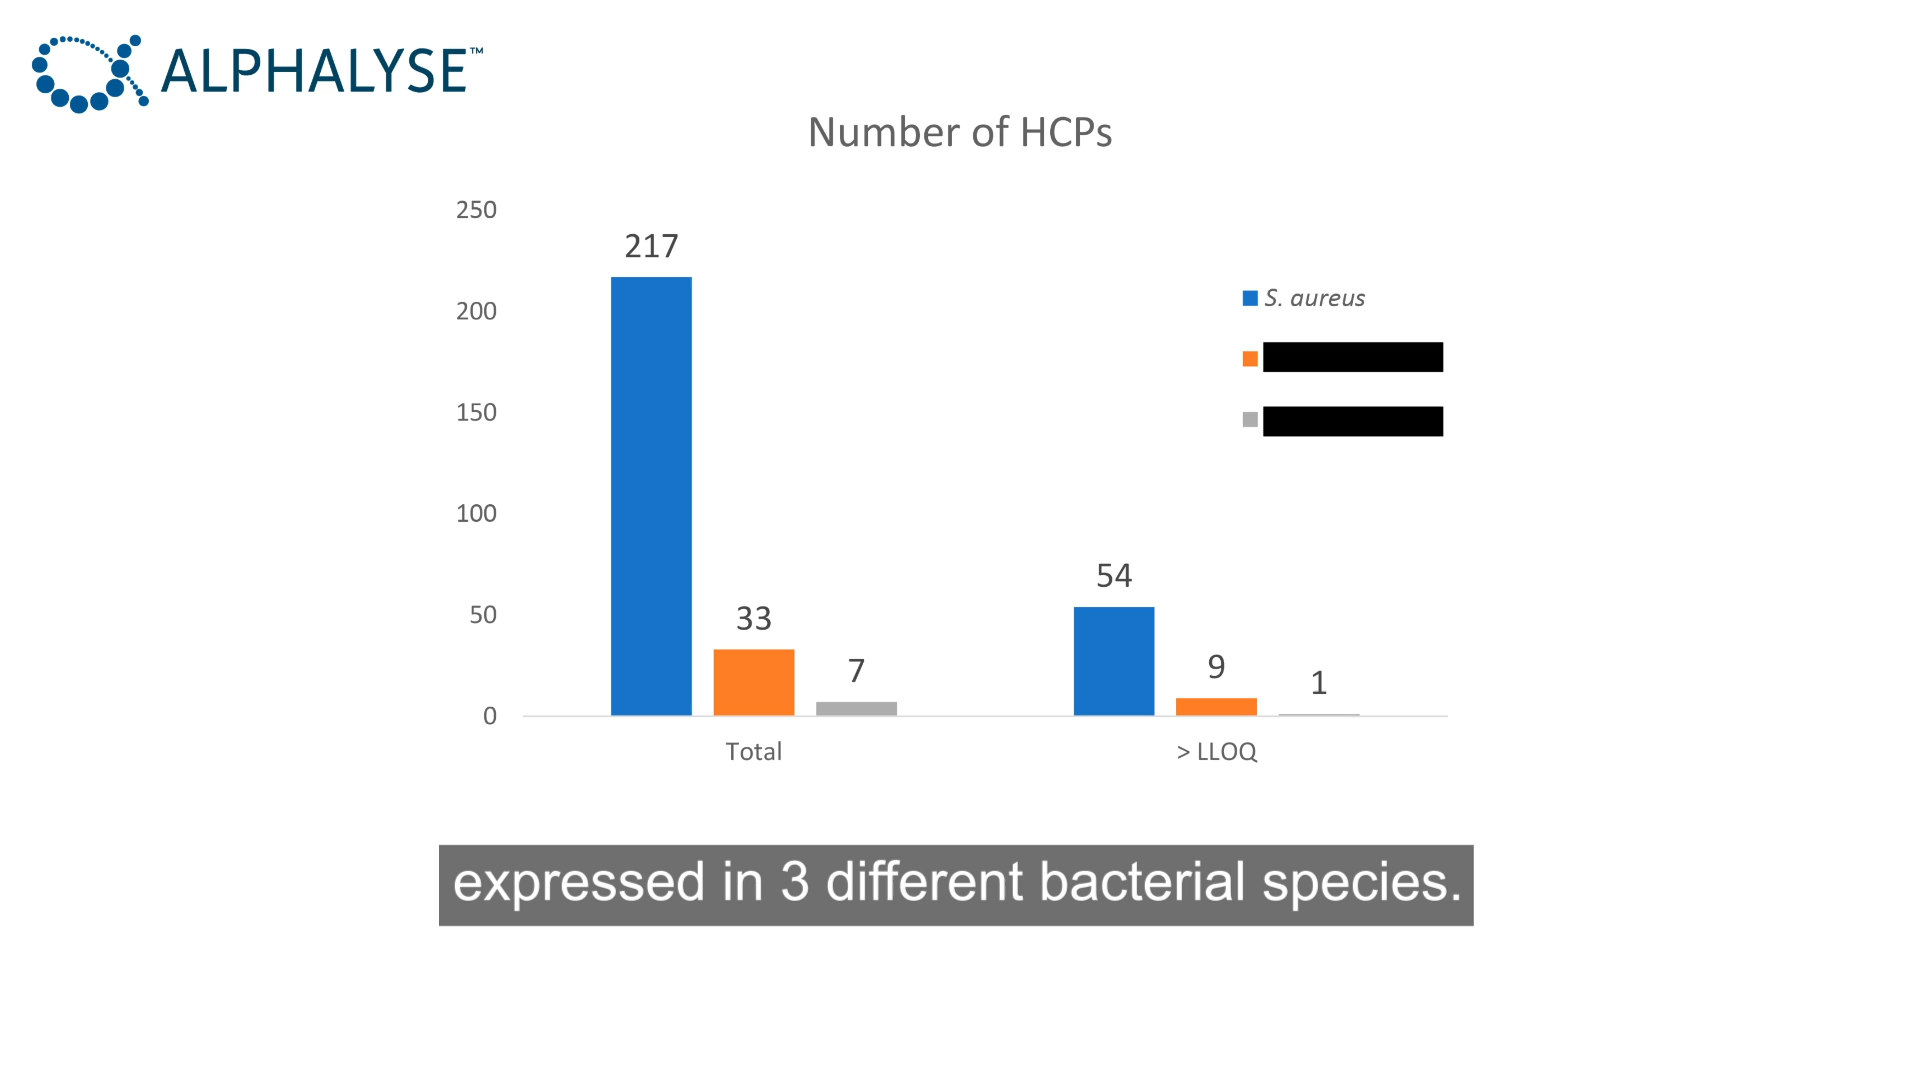 ALPHALYSE™
Number of HCPs
250
200
150
100
50
0
217
33
7
54
9
1
Total
> LLOQ
S. aureus
expressed in 3 different bacterial species.